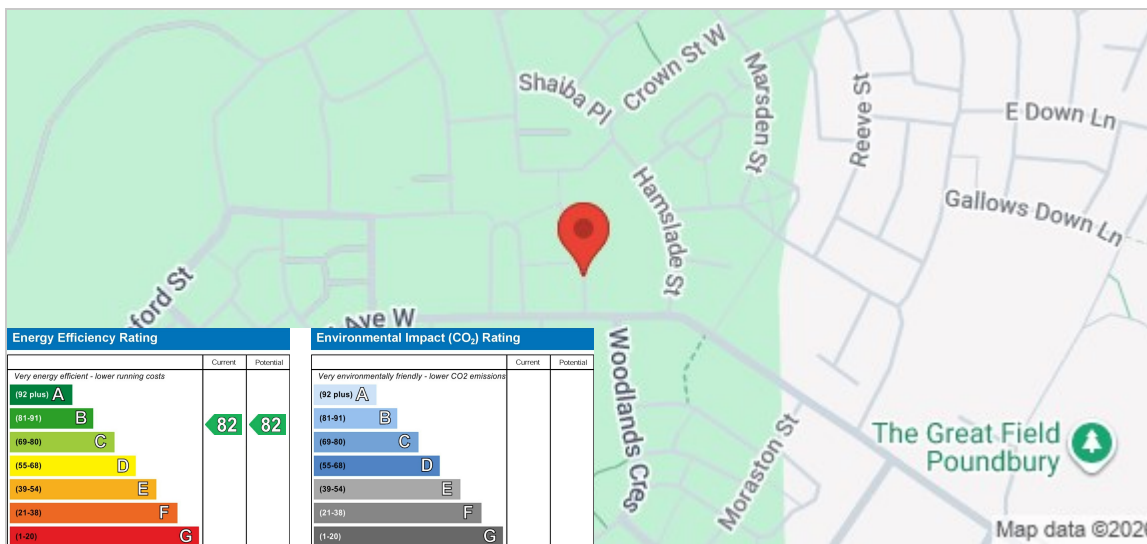 Shaiba Pl
Crown St W
Marsden St
Reeve St
E Down Ln
Hamslade St
Gallows Down Ln
ford St
Ave W
Woodlands Cres
Moraston St
The Great Field
Poundbury
Map data ©202
Energy Efficiency Rating
Current Potential
Very energy efficient - lower running costs
(92 plus) A
(81-91) B
82 82
(69-80) C
(55-68) D
(39-54) E
(21-38) F
(1-20) G
Environmental Impact (CO₂) Rating
Current Potential
Very environmentally friendly - lower CO2 emissions
(92 plus) A
(81-91) B
(69-80) C
(55-68) D
(39-54) E
(21-38) F
(1-20) G